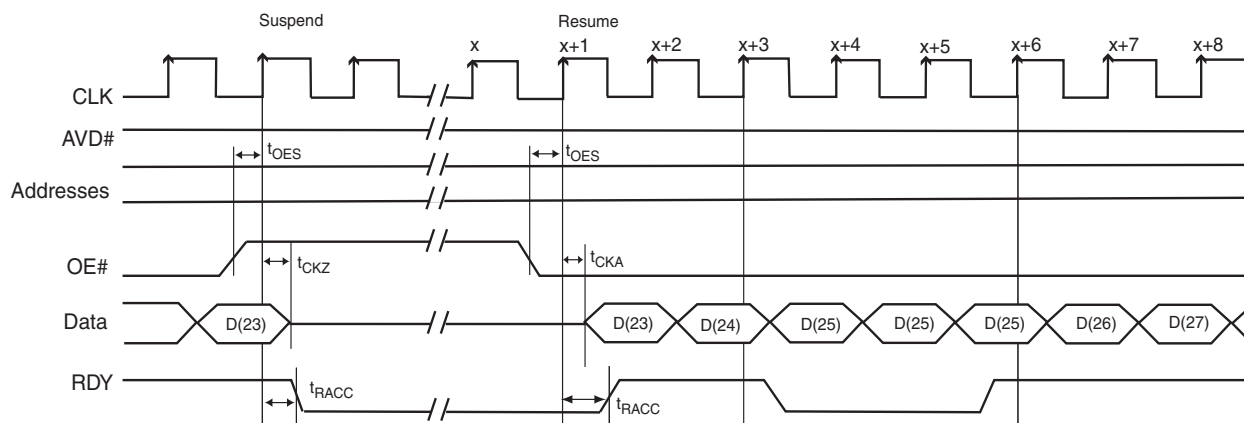 Suspend Resume
x x+1 x+2 x+3 x+4 x+5 x+6 x+7 x+8
CLK
AVD#
tOES tOES
Addresses
OE#
tCKZ tCKA
Data D(23) D(23) D(24) D(25) D(25) D(25) D(26) D(27)
RDY
tRACC tRACC